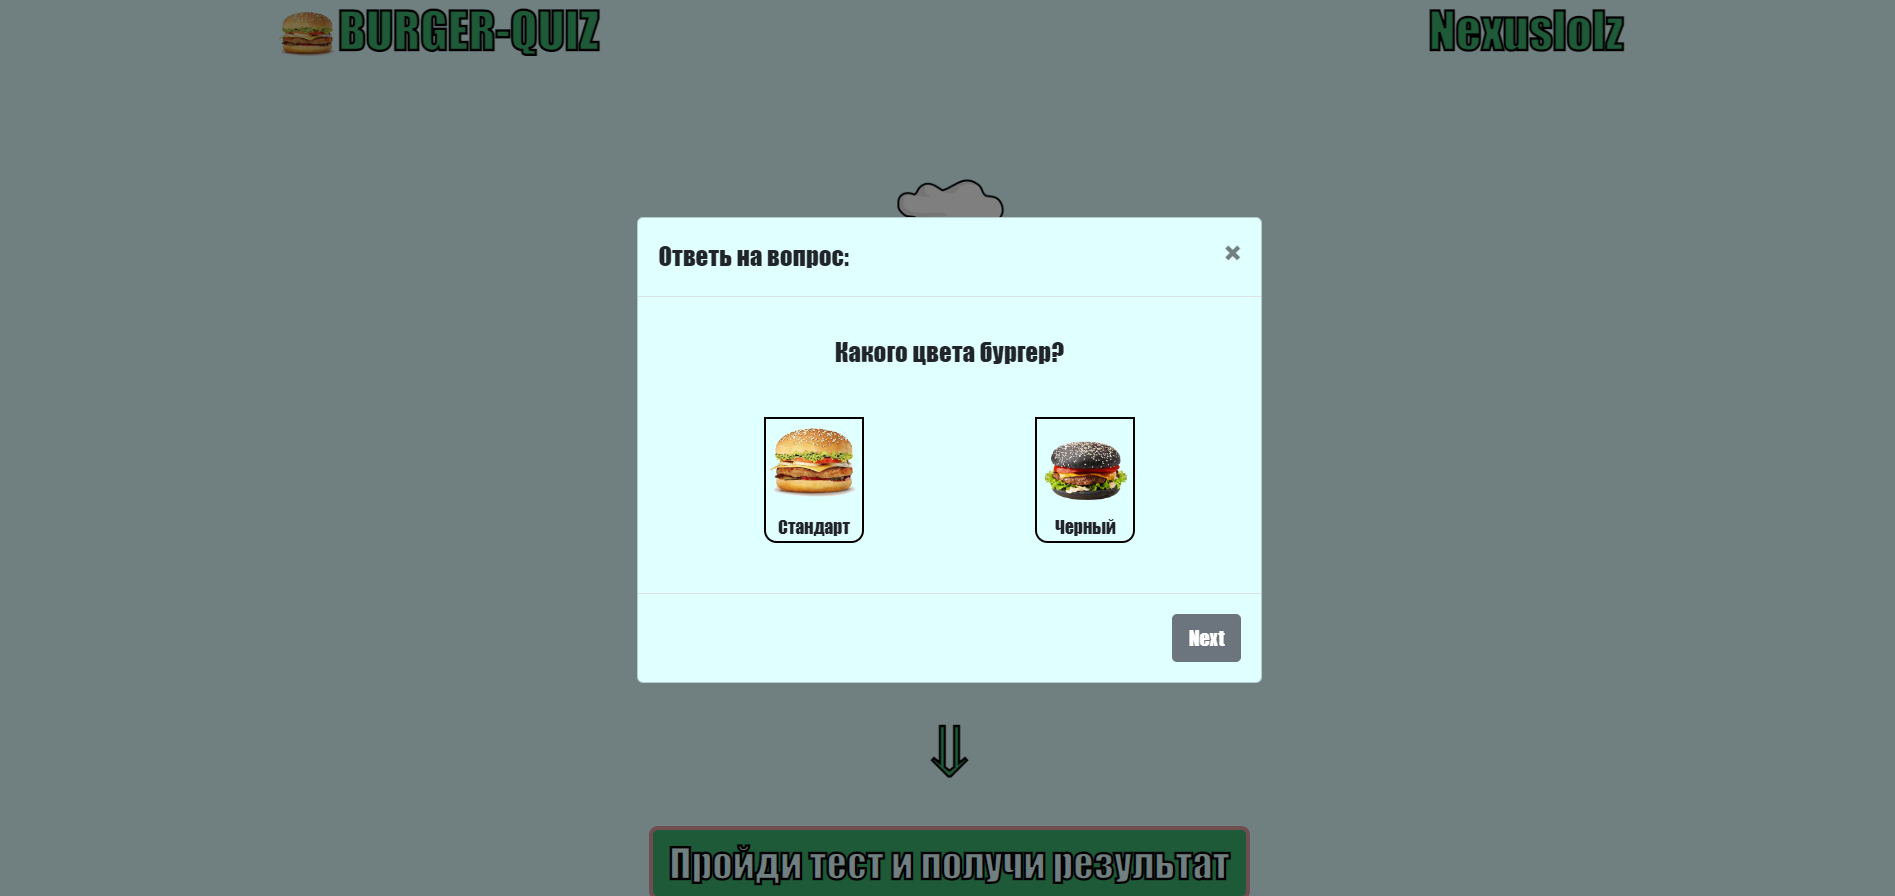 BURGER-QUIZ
Nexuslolz
Ответь на вопрос:
×
Какого цвета бургер?
Стандарт
Черный
Next
⇓
Пройди тест и получи результат